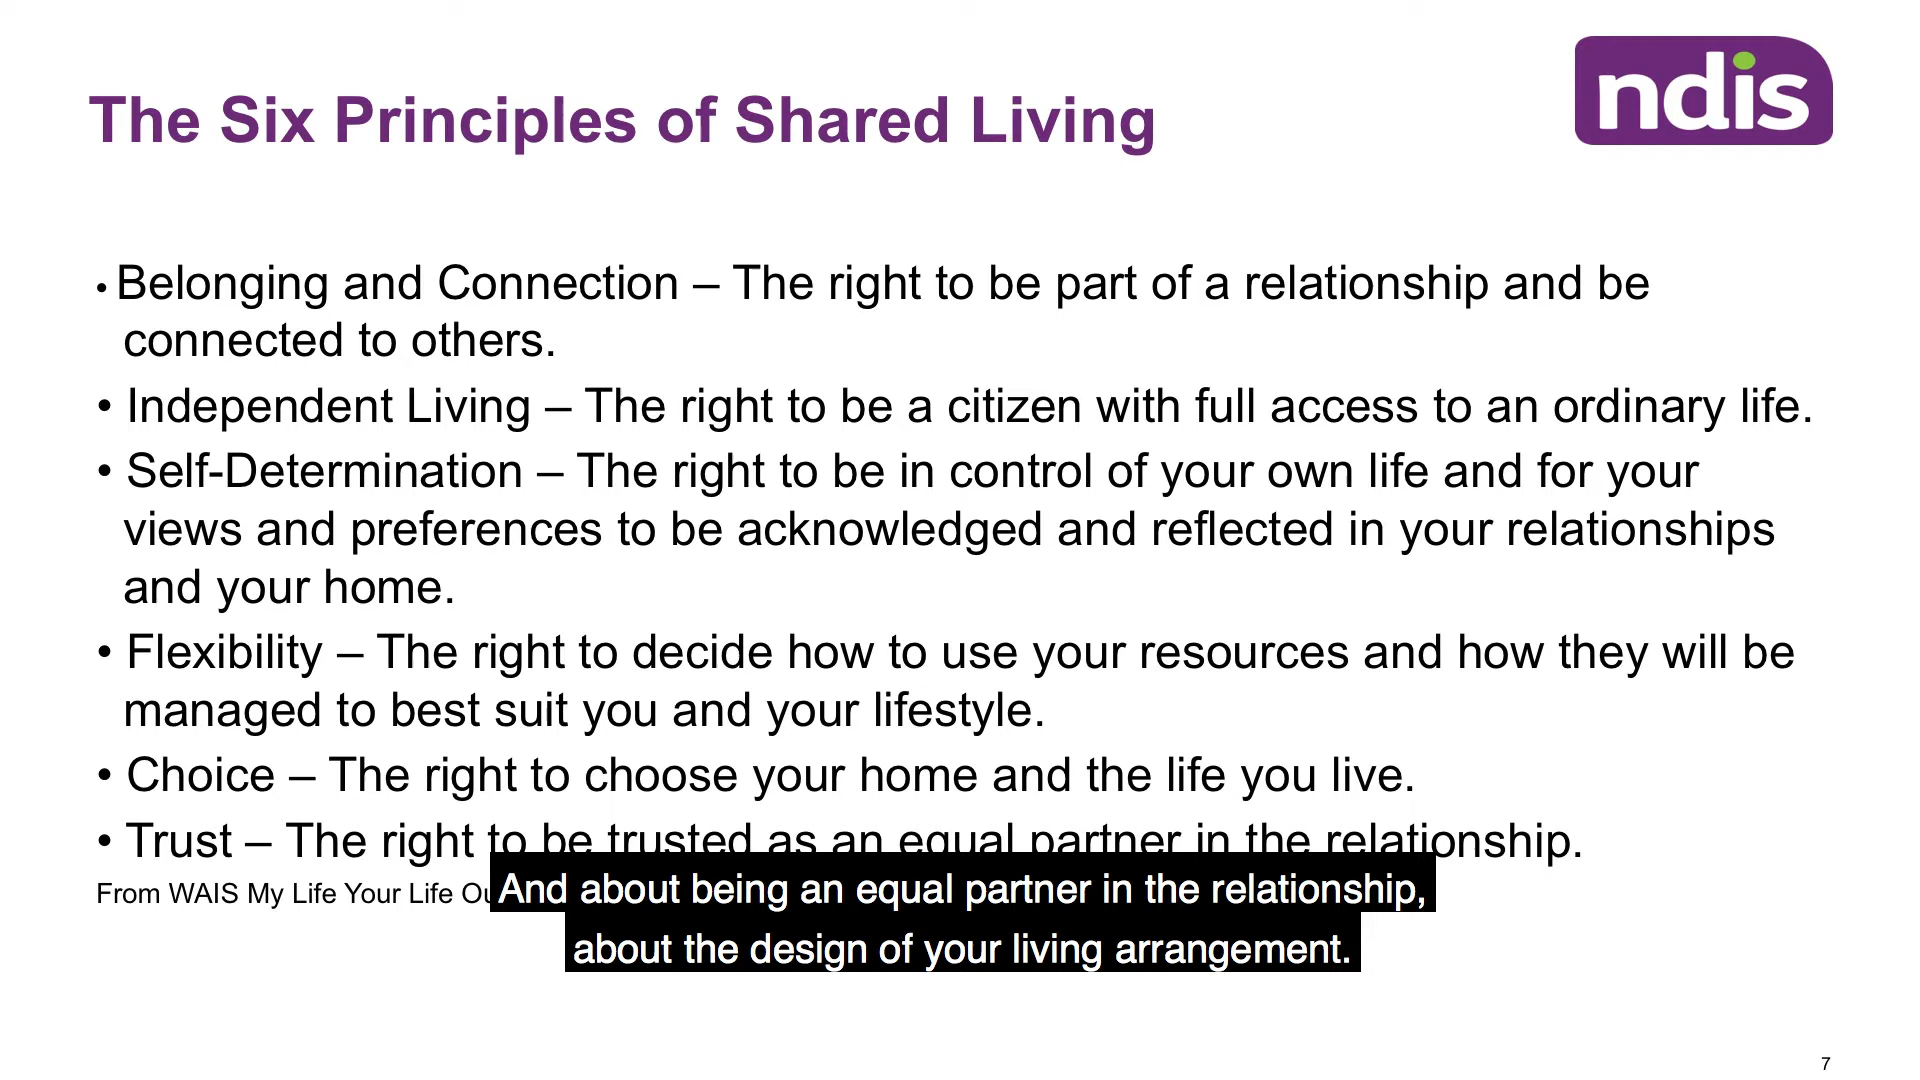 The Six Principles of Shared Living
ndis
• Belonging and Connection – The right to be part of a relationship and be
connected to others.
• Independent Living – The right to be a citizen with full access to an ordinary life.
• Self-Determination – The right to be in control of your own life and for your
views and preferences to be acknowledged and reflected in your relationships
and your home.
• Flexibility – The right to decide how to use your resources and how they will be
managed to best suit you and your lifestyle.
• Choice – The right to choose your home and the life you live.
• Trust – The right to be trusted as an equal partner in the relationship.
From WAIS My Life Your Life
And about being an equal partner in the relationship,
about the design of your living arrangement.
7